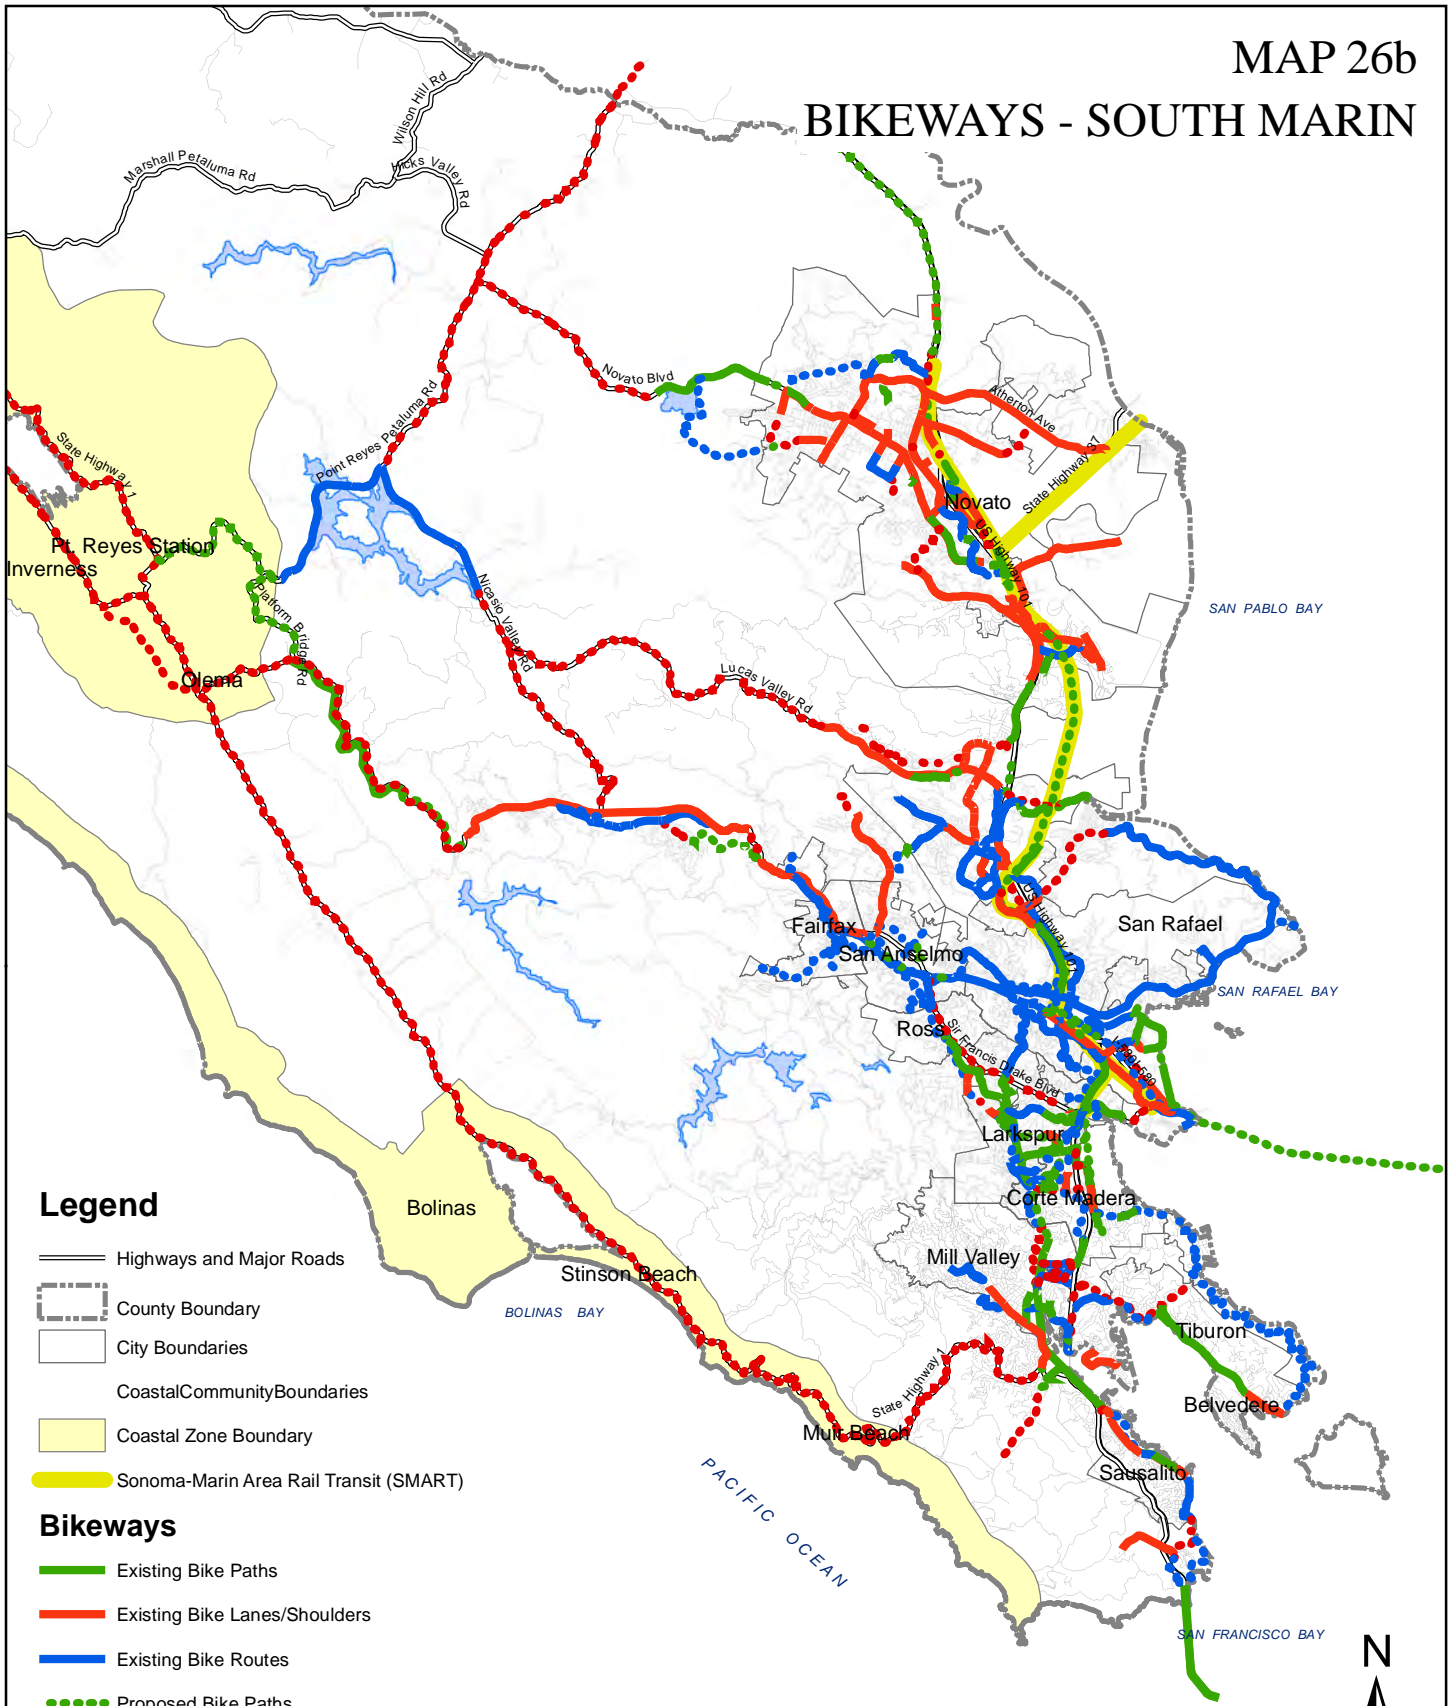 MAP 26b
BIKEWAYS - SOUTH MARIN
Wilson Hill Rd
Marshall Petaluma Rd
Hicks Valley Rd
Novato Blvd
Atherton Ave
Point Reyes Petaluma Rd
State Highway 1
State Highway 37
Novato
US Highway 101
Pt. Reyes Station
Inverness
Platform Bridge Rd
Nicasio Valley Rd
SAN PABLO BAY
Olema
Lucas Valley Rd
US Highway 101
San Rafael
Fairfax
San Anselmo
SAN RAFAEL BAY
Ross
Sir Francis Drake Blvd
I-580
I-580
Larkspur
Corte Madera
Bolinas
Mill Valley
Stinson Beach
BOLINAS BAY
Tiburon
State Highway 1
Belvedere
Muir Beach
Sausalito
PACIFIC OCEAN
SAN FRANCISCO BAY
N
Legend
Highways and Major Roads
County Boundary
City Boundaries
CoastalCommunityBoundaries
Coastal Zone Boundary
Sonoma-Marin Area Rail Transit (SMART)
Bikeways
Existing Bike Paths
Existing Bike Lanes/Shoulders
Existing Bike Routes
Proposed Bike Paths